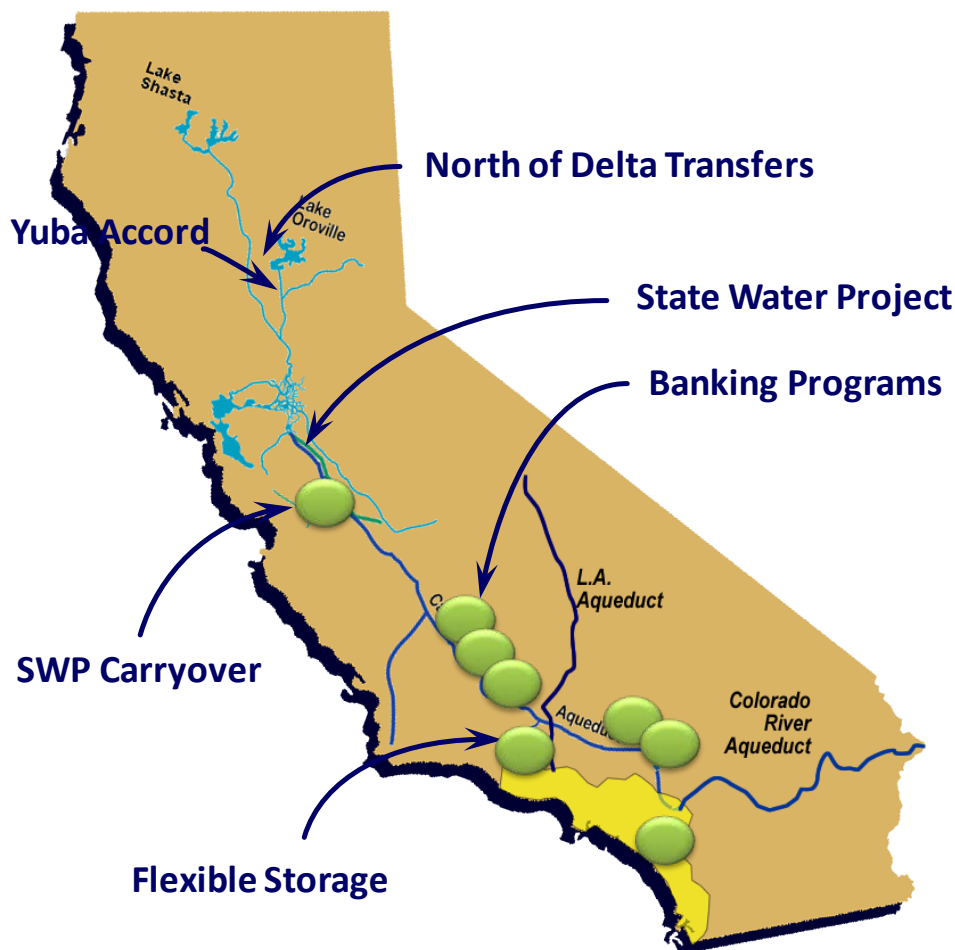 Lake
Shasta
North of Delta Transfers
Lake
Oroville
Yuba Accord
State Water Project
Banking Programs
L.A.
Aqueduct
SWP Carryover
Colorado
River
Aqueduct
Flexible Storage